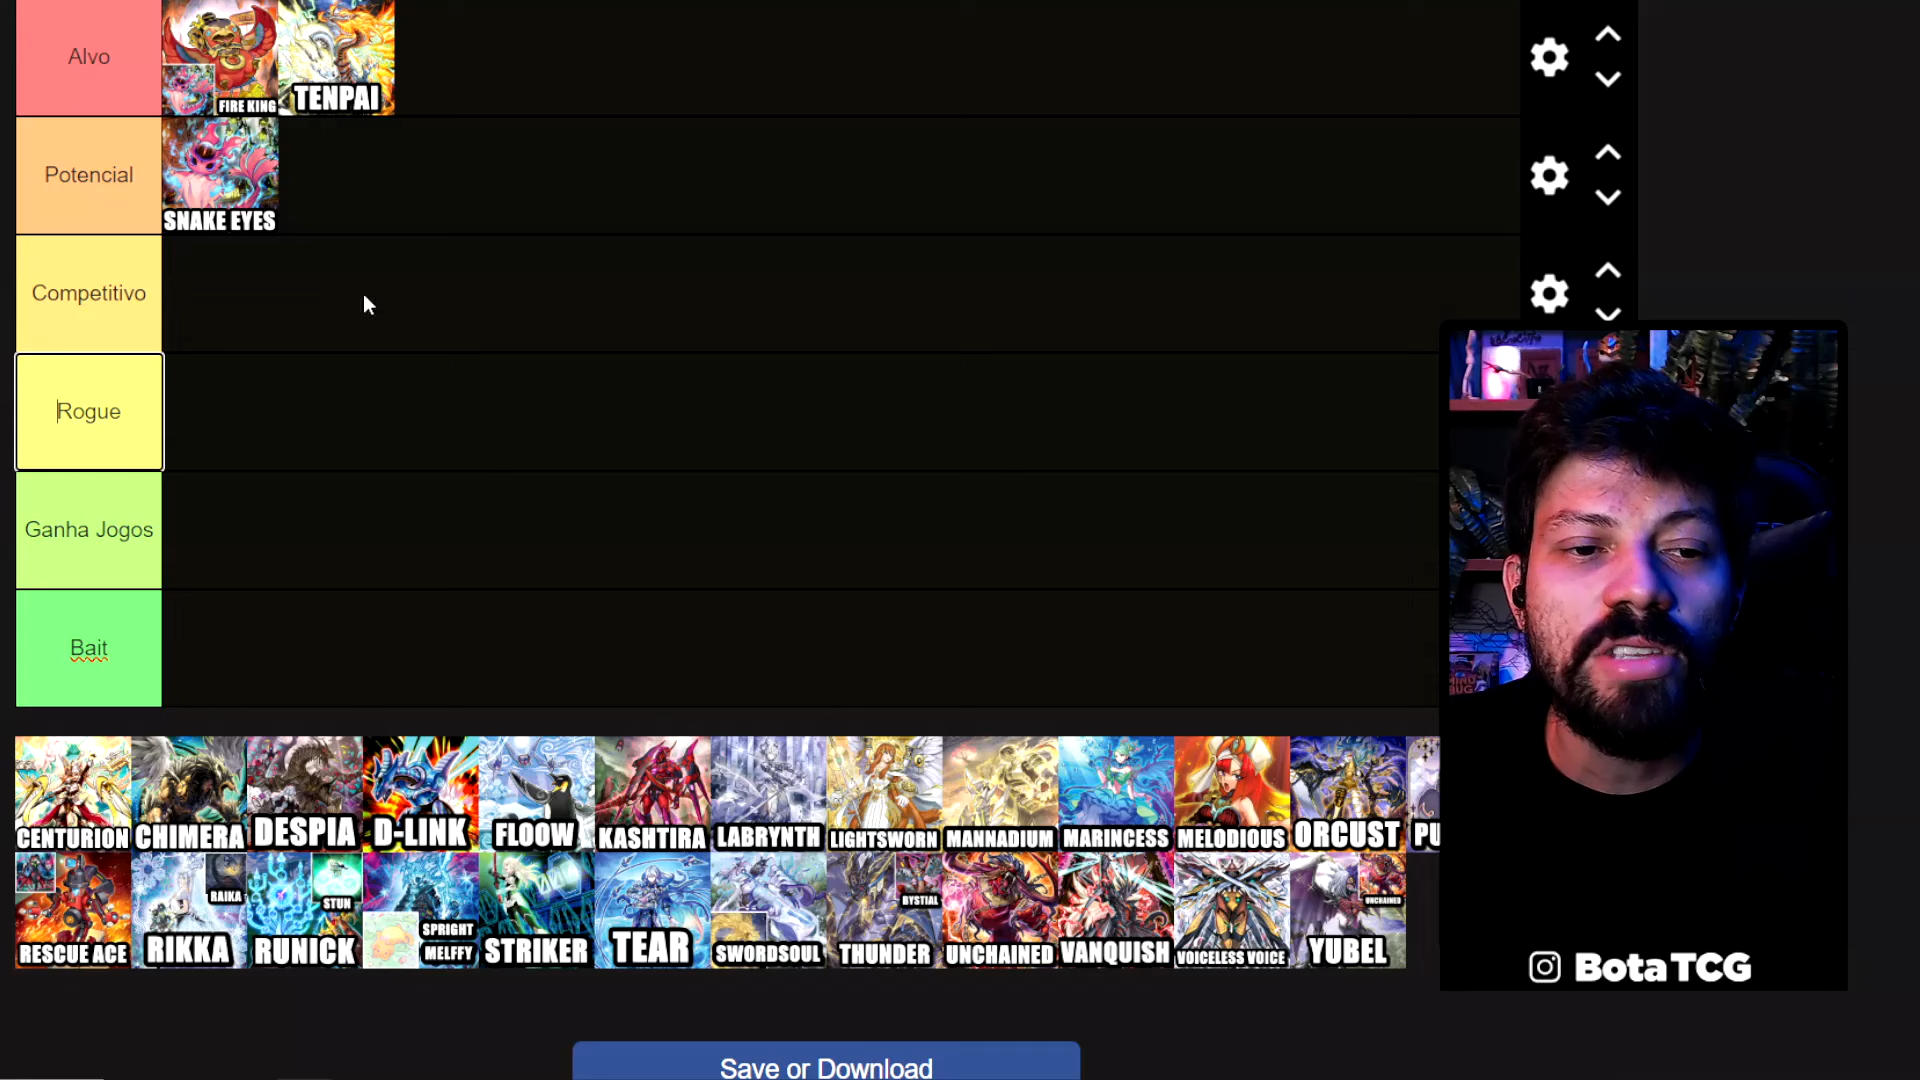 Alvo
FIRE KING
TENPAI
Potencial
SNAKE EYES
Competitivo
Rogue
Ganha Jogos
Bait
CENTURION
CHIMERA
DESPIA
D-LINK
FLOOW
KASHTIRA
LABRYNTH
LIGHTSWORN
MANNADIUM
MARINCESS
MELODIOUS
ORCUST
PU
RESCUE ACE
RAIKA
RIKKA
STUN
RUNICK
SPRIGHT
MELFFY
STRIKER
TEAR
SWORDSOUL
BYSTIAL
THUNDER
UNCHAINED
VANQUISH
VOICELESS VOICE
UNCHAINED
YUBEL
BotaTCG
Save or Download